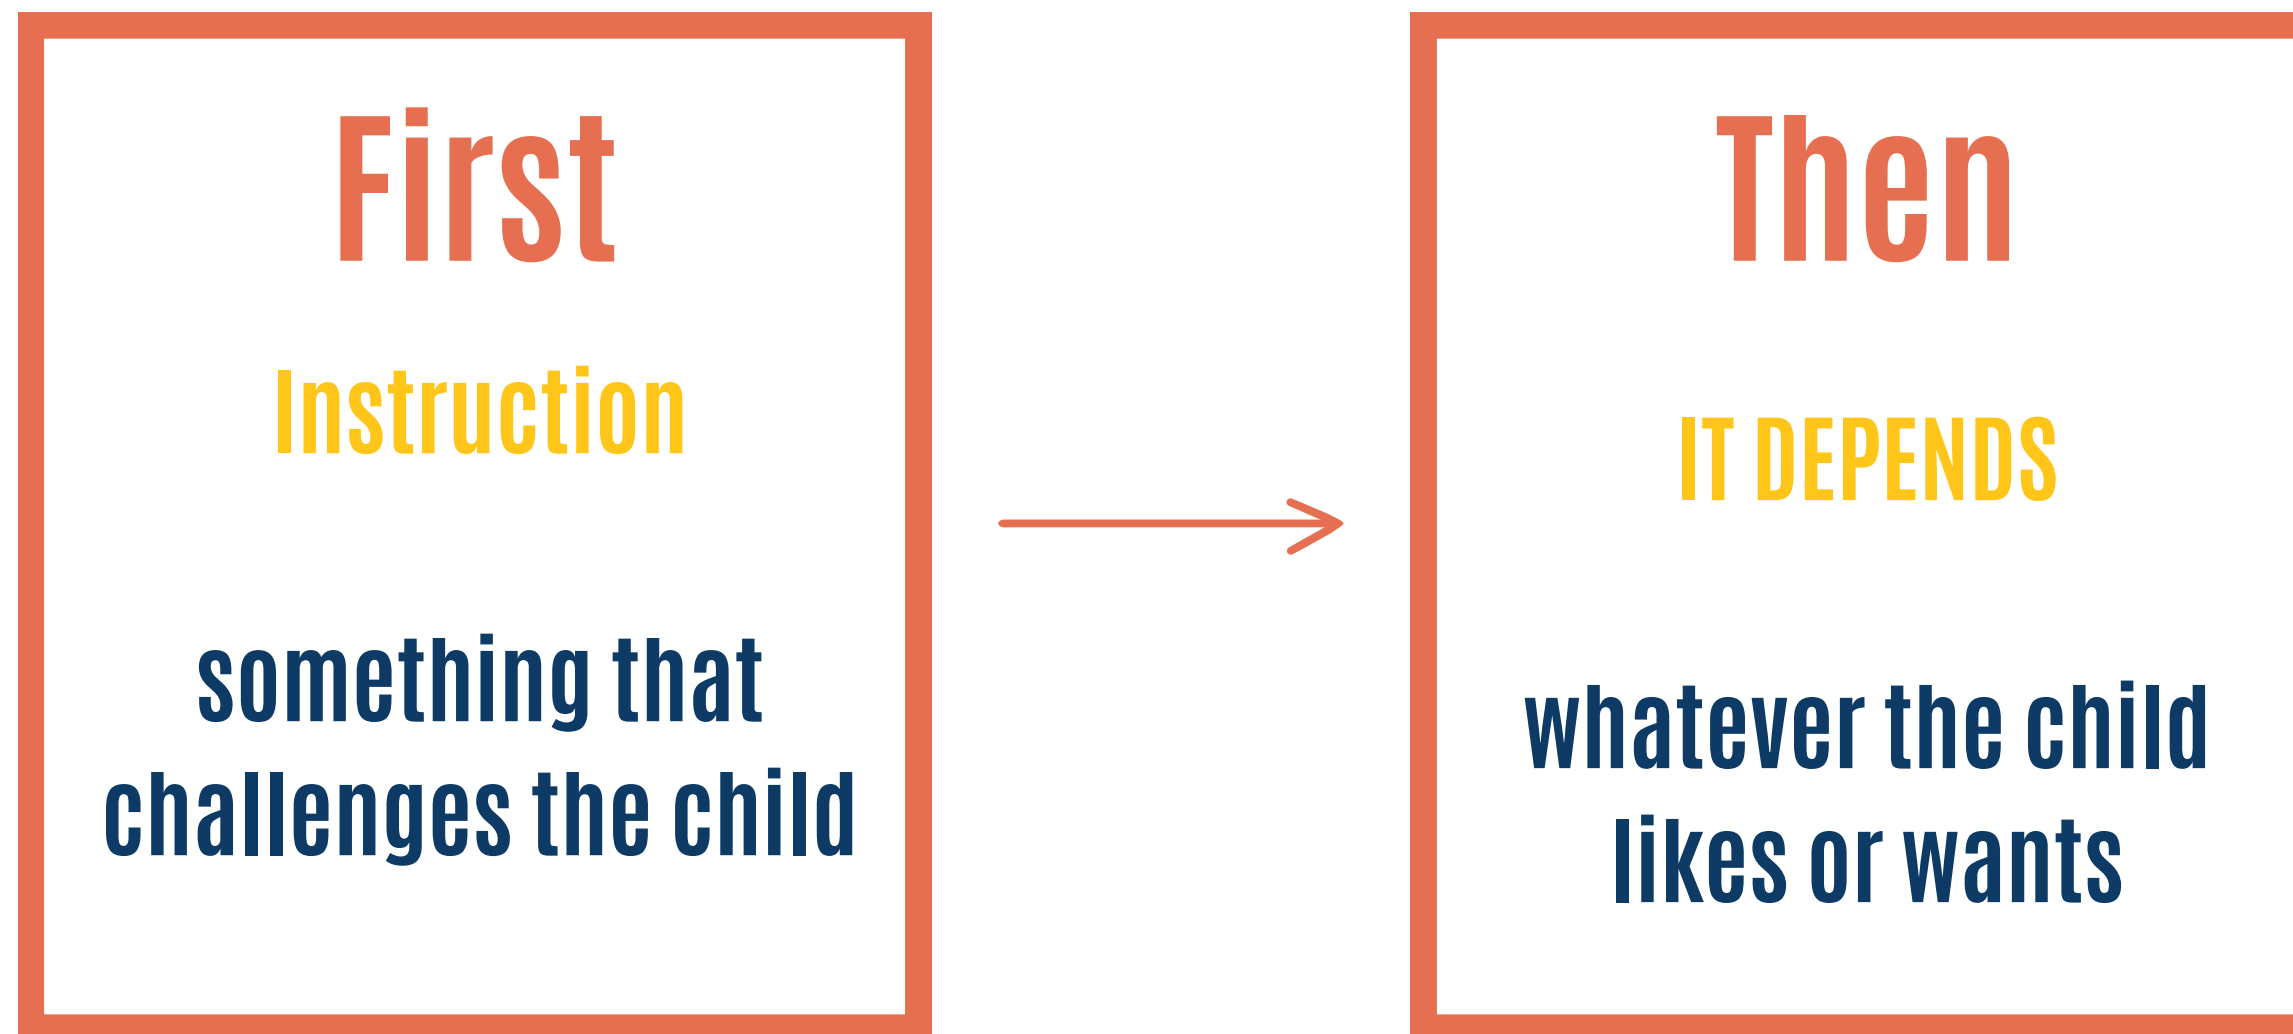 First
Instruction
something that
challenges the child
Then
IT DEPENDS
whatever the child
likes or wants